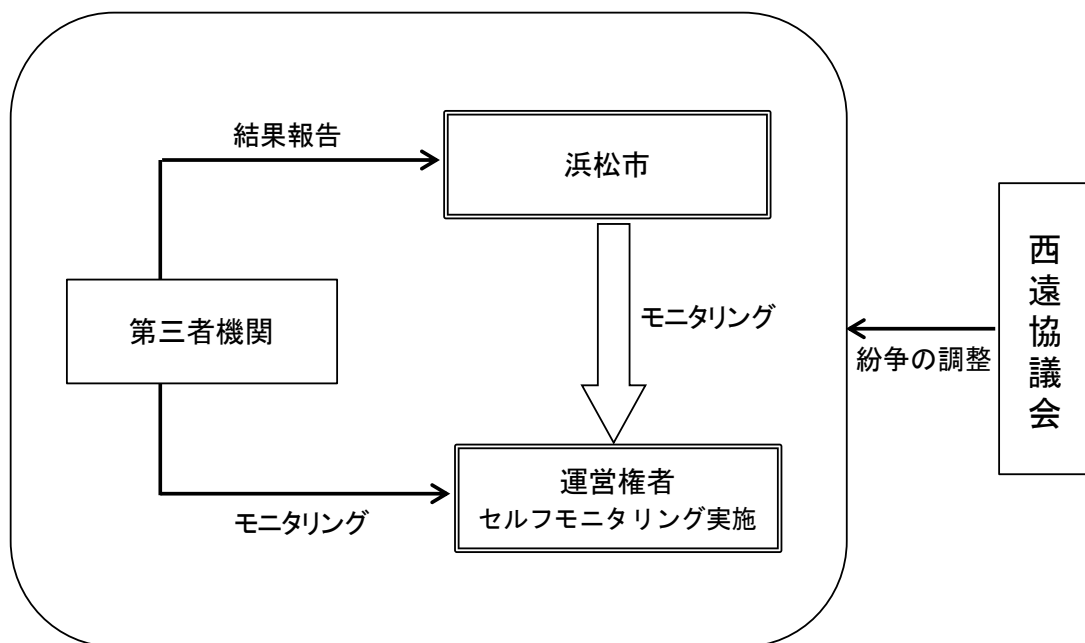 結果報告
浜松市
第三者機関
モニタリング
紛争の調整
西遠協議会
運営権者
セルフモニタリング実施
モニタリング